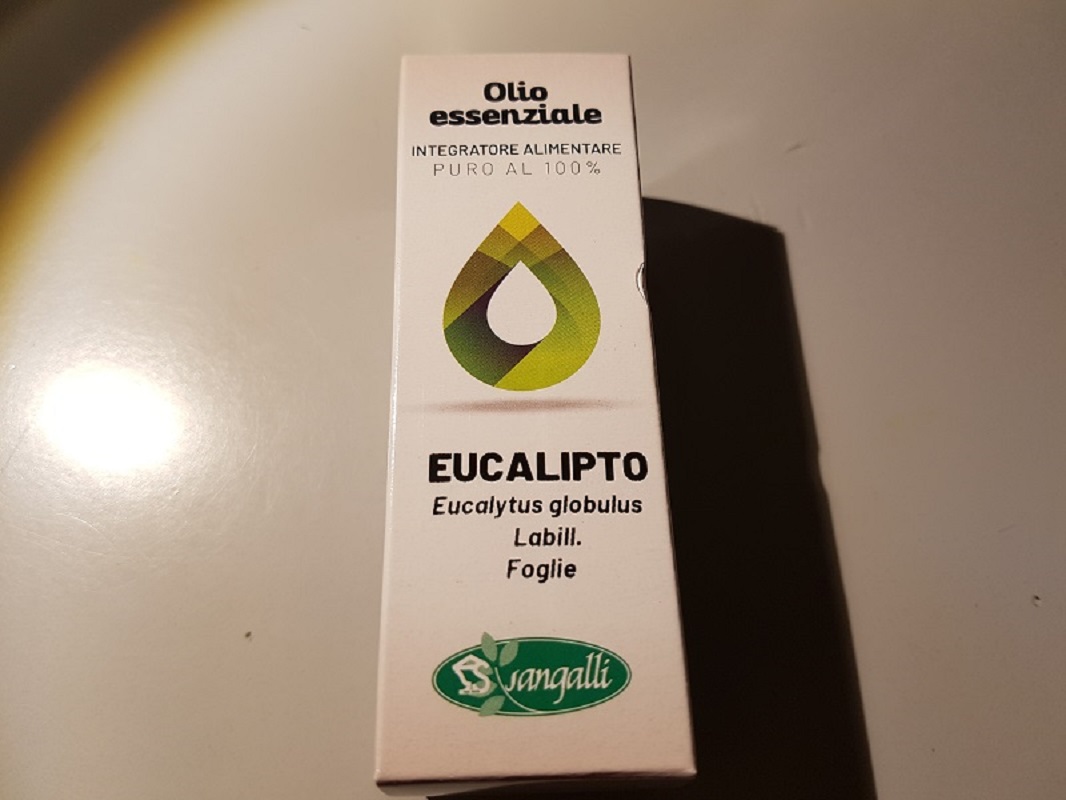 Olio
essenziale
INTEGRATORE ALIMENTARE
PURO AL 100%
EUCALIPTO
Eucalytus globulus
Labill.
Foglie
Sangalli